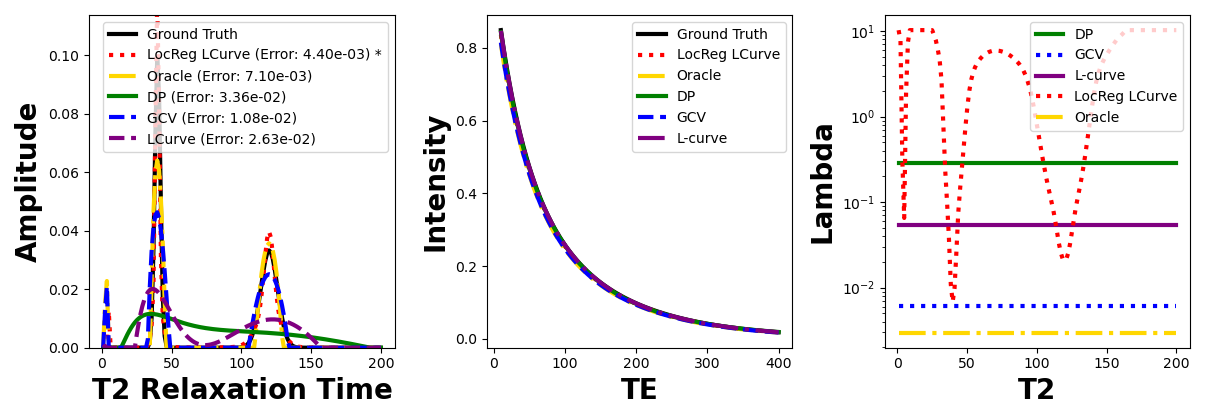 Amplitude
0.10
0.08
0.06
0.04
0.02
0.00
Ground Truth
LocReg LCurve (Error: 4.40e-03) *
Oracle (Error: 7.10e-03)
DP (Error: 3.36e-02)
GCV (Error: 1.08e-02)
LCurve (Error: 2.63e-02)
0 50 100 150 200
T2 Relaxation Time
Intensity
0.8
0.6
0.4
0.2
0.0
Ground Truth
LocReg LCurve
Oracle
DP
GCV
L-curve
0 100 200 300 400
TE
Lambda
10¹
10⁰
10⁻¹
10⁻²
DP
GCV
L-curve
LocReg LCurve
Oracle
0 50 100 150 200
T2